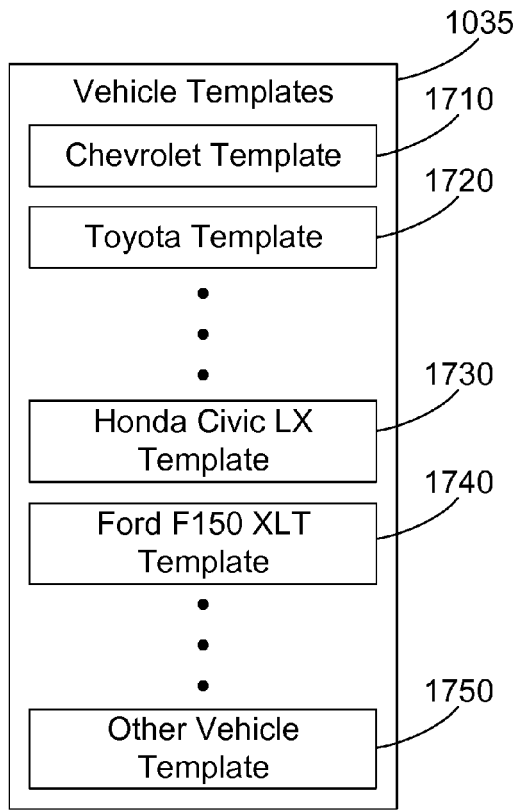 1035
Vehicle Templates
1710
Chevrolet Template
1720
Toyota Template
1730
Honda Civic LX
Template
1740
Ford F150 XLT
Template
1750
Other Vehicle
Template